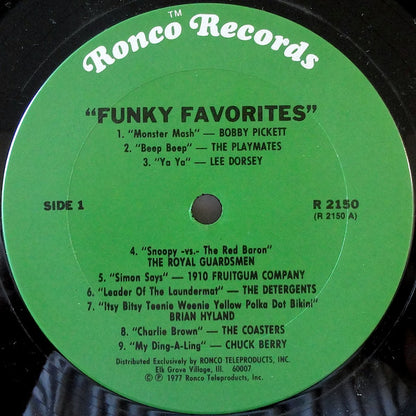 Ronco™ Records
"FUNKY FAVORITES"
1. "Monster Mash" — BOBBY PICKETT
2. "Beep Beep" — THE PLAYMATES
3. "Ya Ya" — LEE DORSEY
SIDE 1
R 2150
(R 2150 A)
4. "Snoopy -vs.- The Red Baron"
THE ROYAL GUARDSMEN
5. "Simon Says" — 1910 FRUITGUM COMPANY
6. "Leader Of The Laundermat" — THE DETERGENTS
7. "Itsy Bitsy Teenie Weenie Yellow Polka Dot Bikini"
BRIAN HYLAND
8. "Charlie Brown" — THE COASTERS
9. "My Ding-A-Ling" — CHUCK BERRY
Distributed Exclusively by RONCO TELEPRODUCTS, INC.
Elk Grove Village, Ill. 60007
© ℗ 1977 Ronco Teleproducts, Inc.